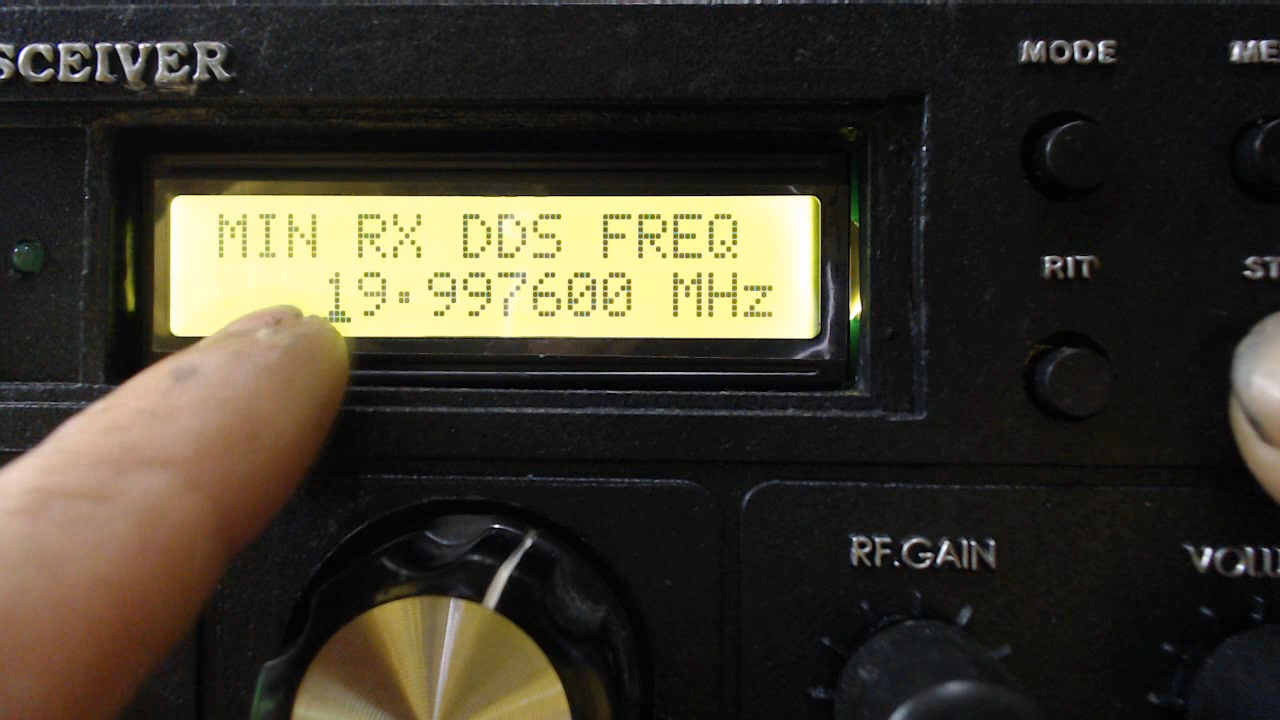 SCEIVER
MODE
ME
MIN RX DDS FREQ
19.997600 MHz
RIT
ST
RF.GAIN
VOLU